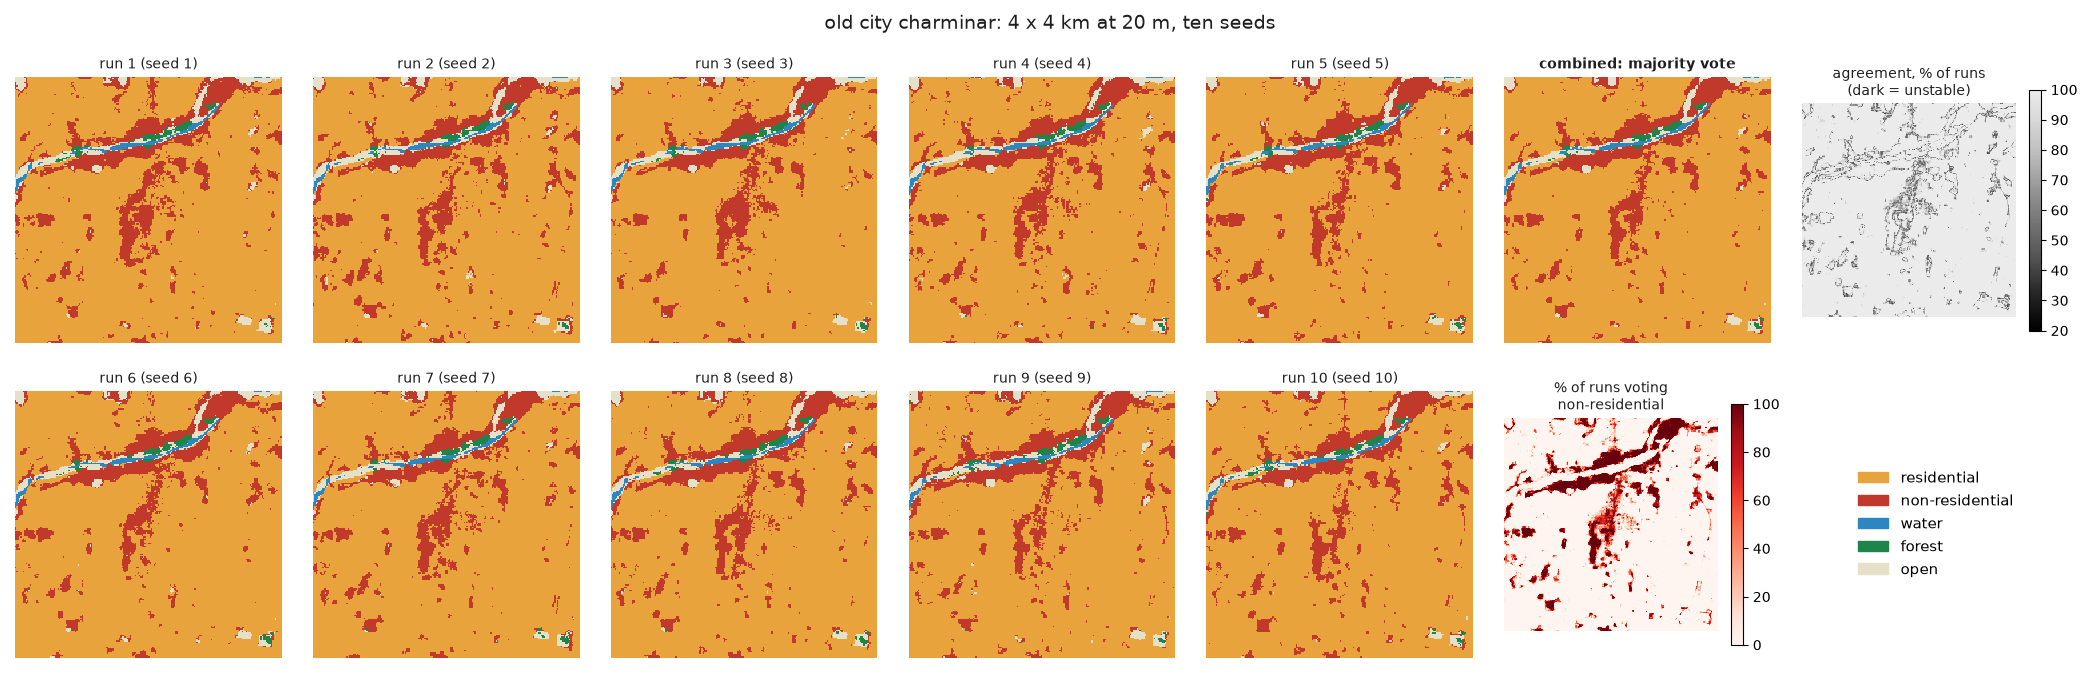 old city charminar: 4 x 4 km at 20 m, ten seeds
run 1 (seed 1)
run 2 (seed 2)
run 3 (seed 3)
run 4 (seed 4)
run 5 (seed 5)
combined: majority vote
agreement, % of runs
(dark = unstable)
100
90
80
70
60
50
40
30
20
run 6 (seed 6)
run 7 (seed 7)
run 8 (seed 8)
run 9 (seed 9)
run 10 (seed 10)
% of runs voting
non-residential
100
80
60
40
20
0
residential
non-residential
water
forest
open